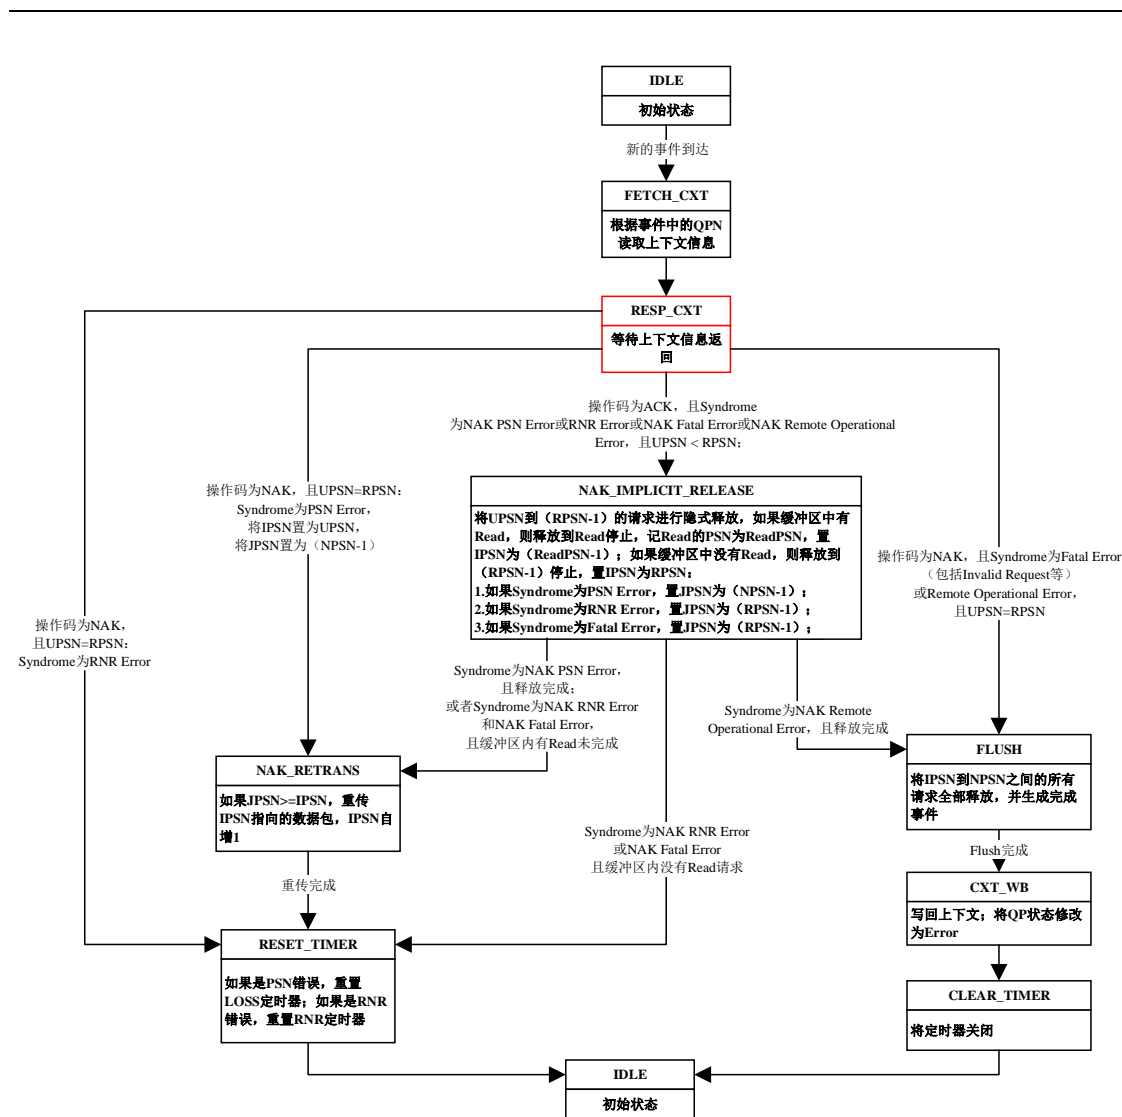 IDLE
初始状态
新的事件到达
FETCH_CXT
根据事件中的QPN
读取上下文信息
RESP_CXT
等待上下文信息返
回
操作码为ACK，且Syndrome
为NAK PSN Error或RNR Error或NAK Fatal Error或NAK Remote Operational
Error，且UPSN < RPSN；
操作码为NAK，且UPSN=RPSN：
Syndrome为PSN Error，
将IPSN置为UPSN，
将JPSN置为（NPSN-1）
NAK_IMPLICIT_RELEASE
将UPSN到（RPSN-1）的请求进行隐式释放，如果缓冲区中有
Read，则释放到Read停止，记Read的PSN为ReadPSN，置
IPSN为（ReadPSN-1）；如果缓冲区中没有Read，则释放到
（RPSN-1）停止，置IPSN为RPSN；
1.如果Syndrome为PSN Error，置JPSN为（NPSN-1）；
2.如果Syndrome为RNR Error，置JPSN为（RPSN-1）；
3.如果Syndrome为Fatal Error，置JPSN为（RPSN-1）；
操作码为NAK，且Syndrome为Fatal Error
（包括Invalid Request等）
或Remote Operational Error，
且UPSN=RPSN
操作码为NAK，
且UPSN=RPSN：
Syndrome为RNR Error
Syndrome为NAK PSN Error，
且释放完成；
或者Syndrome为NAK RNR Error
和NAK Fatal Error，
且缓冲区内有Read未完成
Syndrome为NAK Remote
Operational Error，且释放完成
NAK_RETRANS
如果JPSN>=IPSN，重传
IPSN指向的数据包，IPSN自
增1
FLUSH
将IPSN到NPSN之间的所有
请求全部释放，并生成完成
事件
Syndrome为NAK RNR Error
或NAK Fatal Error
且缓冲区内没有Read请求
Flush完成
重传完成
CXT_WB
写回上下文；将QP状态修改
为Error
RESET_TIMER
如果是PSN错误，重置
LOSS定时器；如果是RNR
错误，重置RNR定时器
CLEAR_TIMER
将定时器关闭
IDLE
初始状态